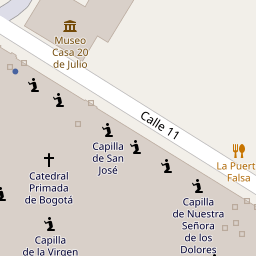 Museo
Casa 20
de Julio
Calle 11
La Puert
Falsa
Capilla
de San
José
Catedral
Primada
de Bogotá
Capilla
de Nuestra
Señora
de los
Dolores
Capilla
de la Virgen